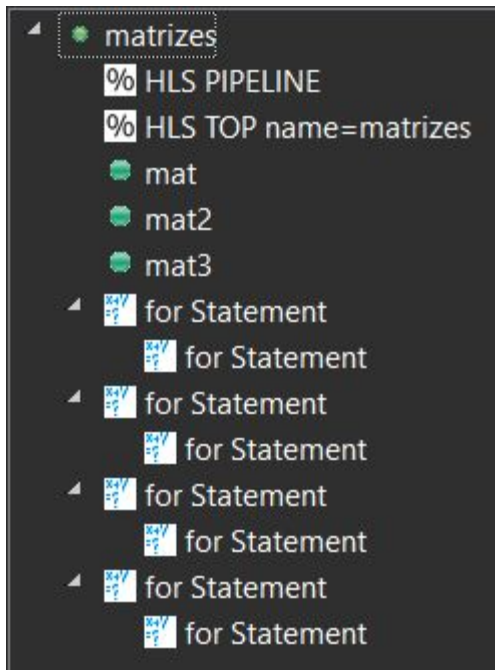 matrizes
% HLS PIPELINE
% HLS TOP name=matrizes
mat
mat2
mat3
for Statement
for Statement
for Statement
for Statement
for Statement
for Statement
for Statement
for Statement